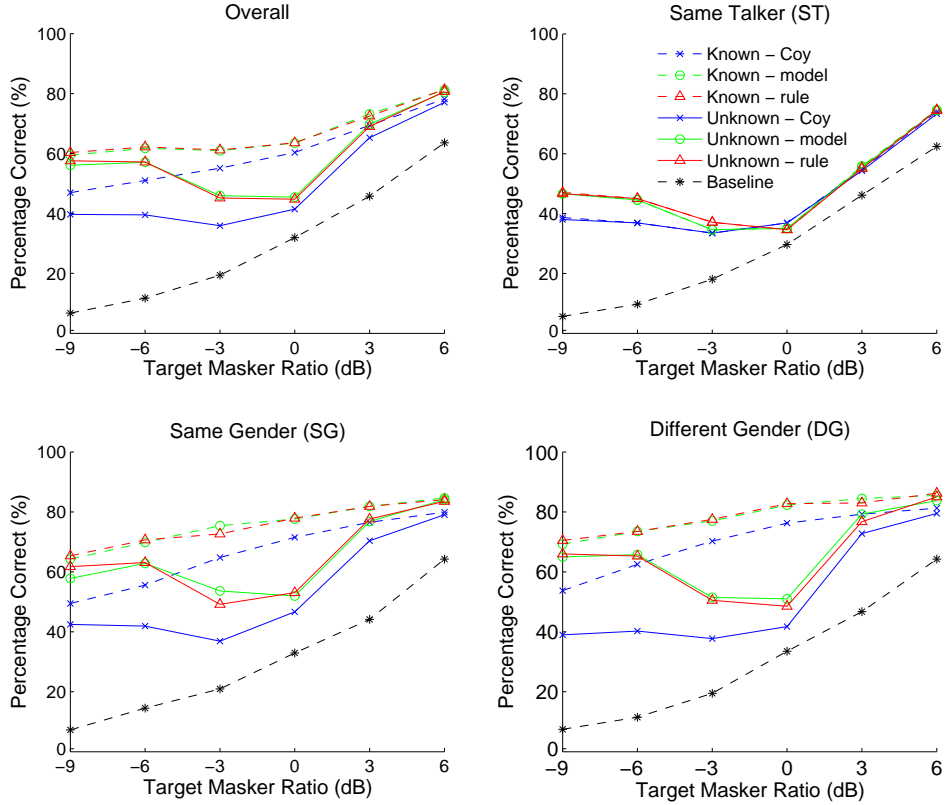 Overall
Percentage Correct (%)
100
80
60
40
20
0
−9 −6 −3 0 3 6
Target Masker Ratio (dB)
Same Talker (ST)
Percentage Correct (%)
100
80
60
40
20
0
−9 −6 −3 0 3 6
Target Masker Ratio (dB)
Known − Coy
Known − model
Known − rule
Unknown − Coy
Unknown − model
Unknown − rule
Baseline
Same Gender (SG)
Percentage Correct (%)
100
80
60
40
20
0
−9 −6 −3 0 3 6
Target Masker Ratio (dB)
Different Gender (DG)
Percentage Correct (%)
100
80
60
40
20
0
−9 −6 −3 0 3 6
Target Masker Ratio (dB)